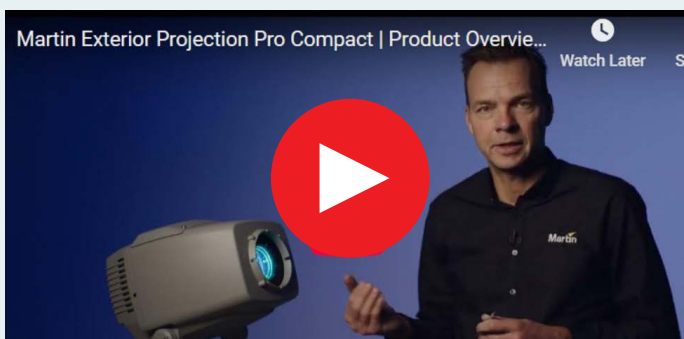 Martin Exterior Projection Pro Compact | Product Overvie...
Watch Later
S
Martin